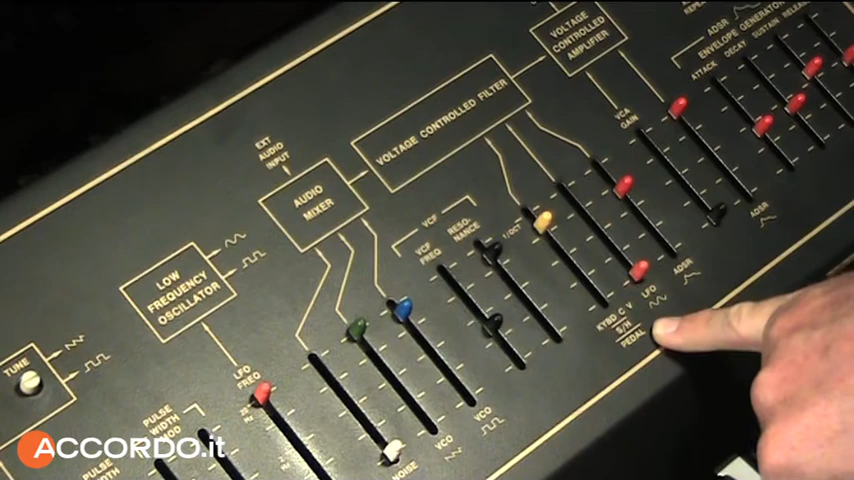 VOLTAGE
CONTROLLED
AMPLIFIER
ADSR
ENVELOPE GENERATOR
ATTACK DECAY SUSTAIN RELEASE
EXT
AUDIO
INPUT
VOLTAGE CONTROLLED FILTER
VCA
GAIN
AUDIO
MIXER
VCF
VCF
FREQ
RESO-
NANCE
1/OCT
ADSR
LOW
FREQUENCY
OSCILLATOR
TUNE
LFO
FREQ
KYBD C V
S/H
PEDAL
LFO
ADSR
NOISE
VCO
VCO
PULSE
WIDTH
PULSE
WIDTH
ACCORDO.it